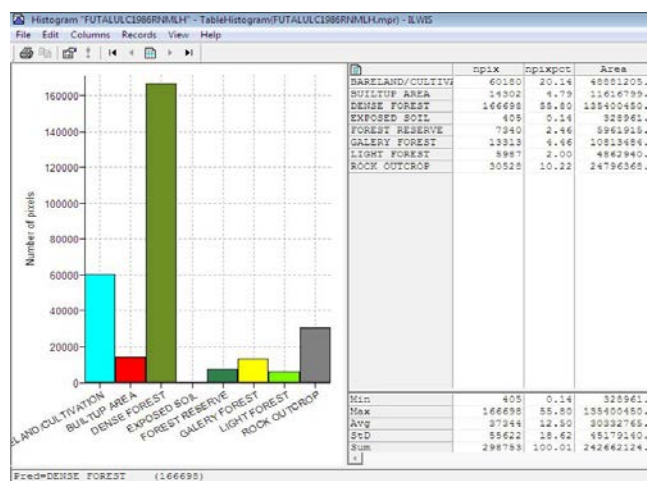 Histogram "FUTALULC1986RNMLH" - TableHistogram(FUTALULC1986RNMLH.mpr) - ILWIS
File Edit Columns Records View Help
160000
140000
120000
100000
80000
60000
40000
20000
0
Number of pixels
ELAND/CULTIVATION
BUILTUP AREA
DENSE FOREST
EXPOSED SOIL
FOREST RESERVE
GALERY FOREST
LIGHT FOREST
ROCK OUTCROP
npix npixpct Area
BARELAND/CULTIVA 60180 20.14 48881205.
BUILTUP AREA 14302 4.79 11616799.
DENSE FOREST 166698 55.80 135400450.
EXPOSED SOIL 405 0.14 328961.
FOREST RESERVE 7340 2.46 5961915.
GALERY FOREST 13313 4.46 10813484.
LIGHT FOREST 5987 2.00 4862940.
ROCK OUTCROP 30528 10.22 24796368.
Min 405 0.14 328961.
Max 166698 55.80 135400450.
Avg 37344 12.50 30332765.
StD 55622 18.62 45179140.
Sum 298753 100.01 242662124.
Pred=DENSE FOREST (166698)